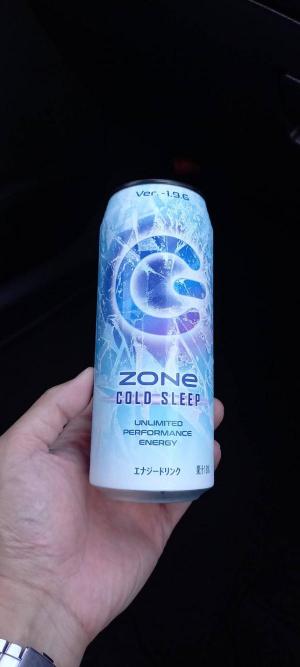 Ver.-1.9.6
ZONe
COLD SLEEP
UNLIMITED
PERFORMANCE
ENERGY
エナジードリンク